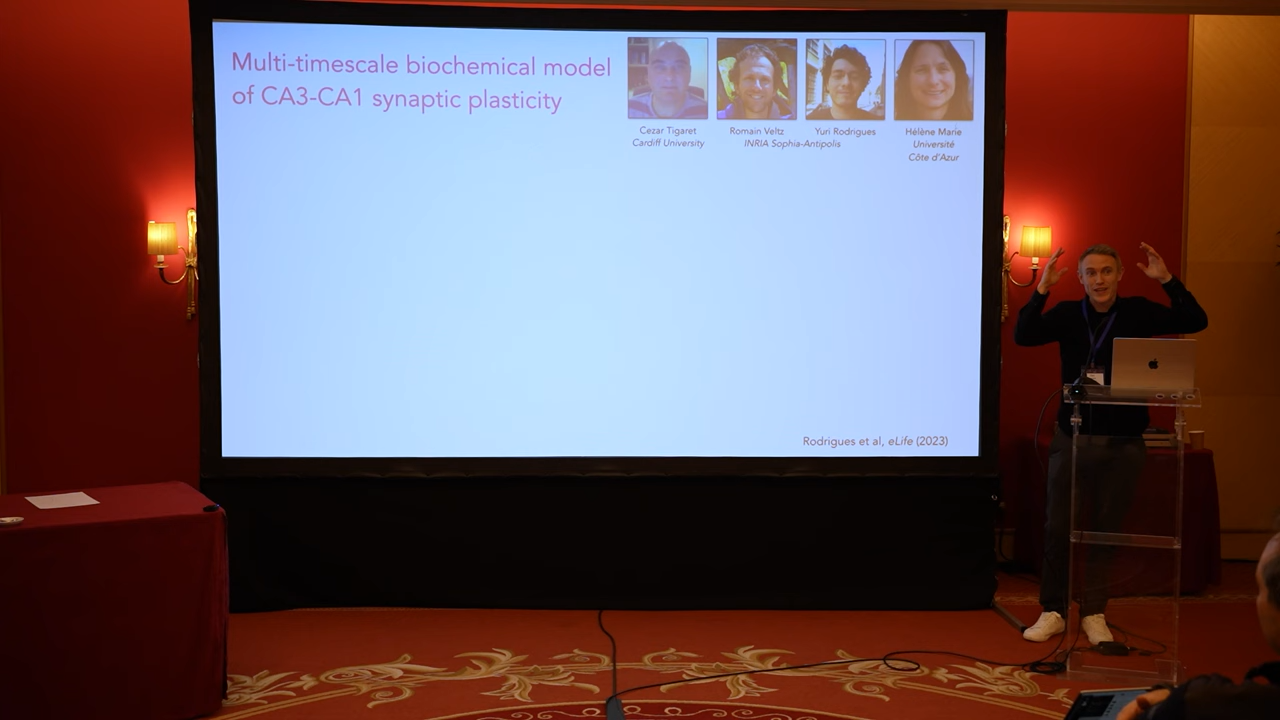 Multi-timescale biochemical model
of CA3-CA1 synaptic plasticity
Cezar Tigaret
Cardiff University
Romain Veltz
Yuri Rodrigues
INRIA Sophia-Antipolis
Hélène Marie
Université
Côte d'Azur
Rodrigues et al, eLife (2023)